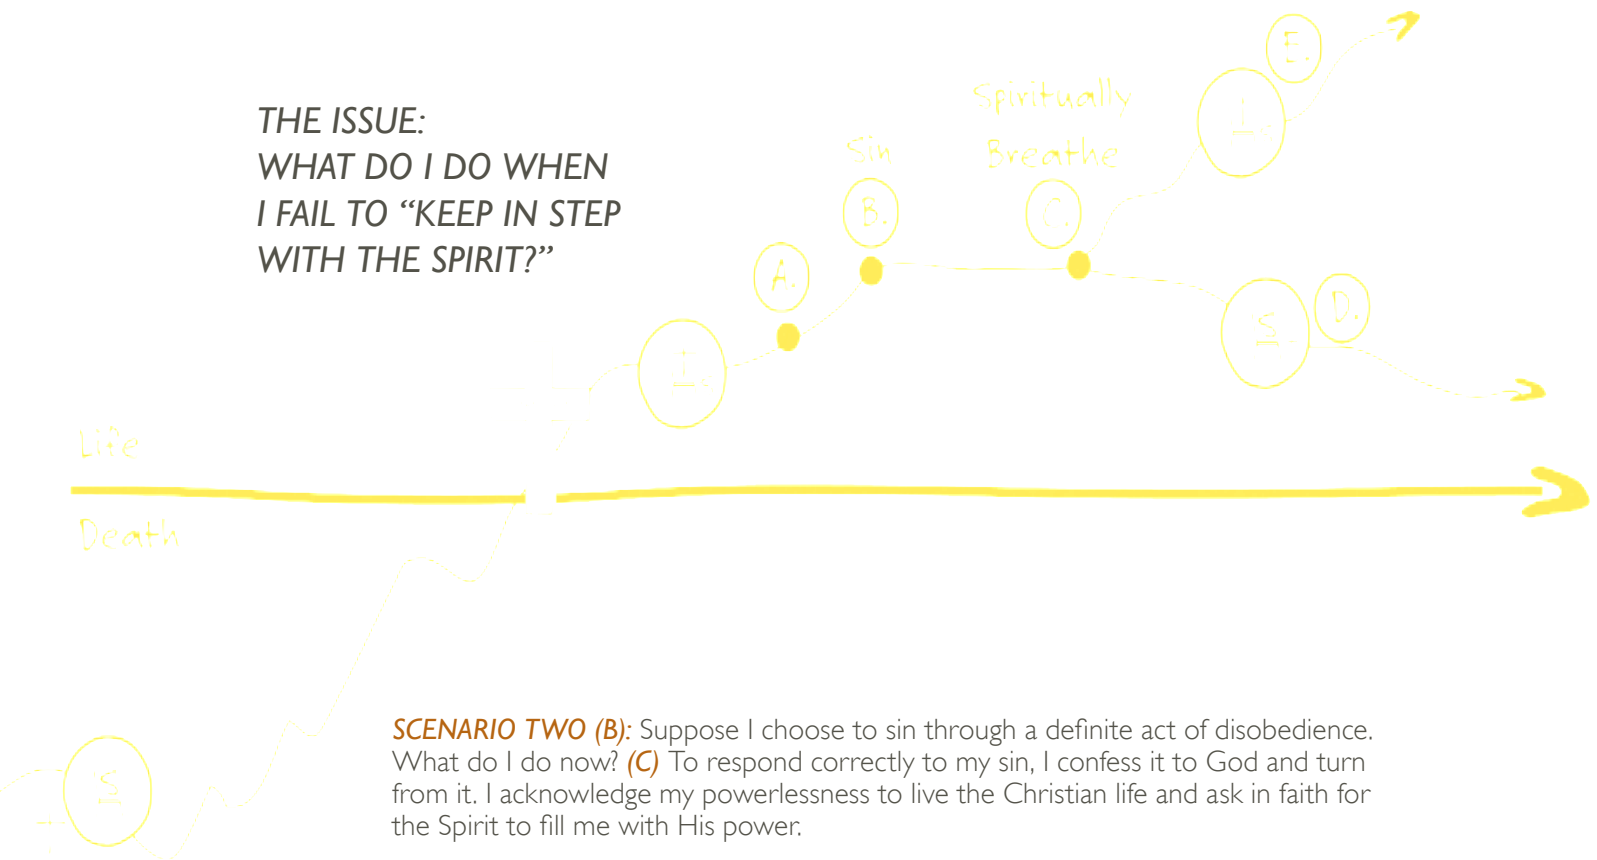 THE ISSUE:
WHAT DO I DO WHEN
I FAIL TO “KEEP IN STEP
WITH THE SPIRIT?”
E.
Spiritually
Breathe
Sin
B.
C.
A.
S
D.
Life
Death
S
SCENARIO TWO (B): Suppose I choose to sin through a definite act of disobedience.
What do I do now? (C) To respond correctly to my sin, I confess it to God and turn
from it. I acknowledge my powerlessness to live the Christian life and ask in faith for
the Spirit to fill me with His power.